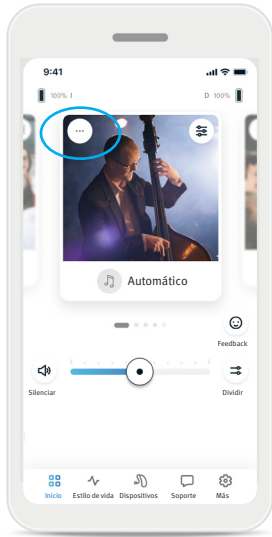 9:41
100% I
D 100%
Automático
Feedback
Silenciar
Dividir
Inicio
Estilo de vida
Dispositivos
Soporte
Más